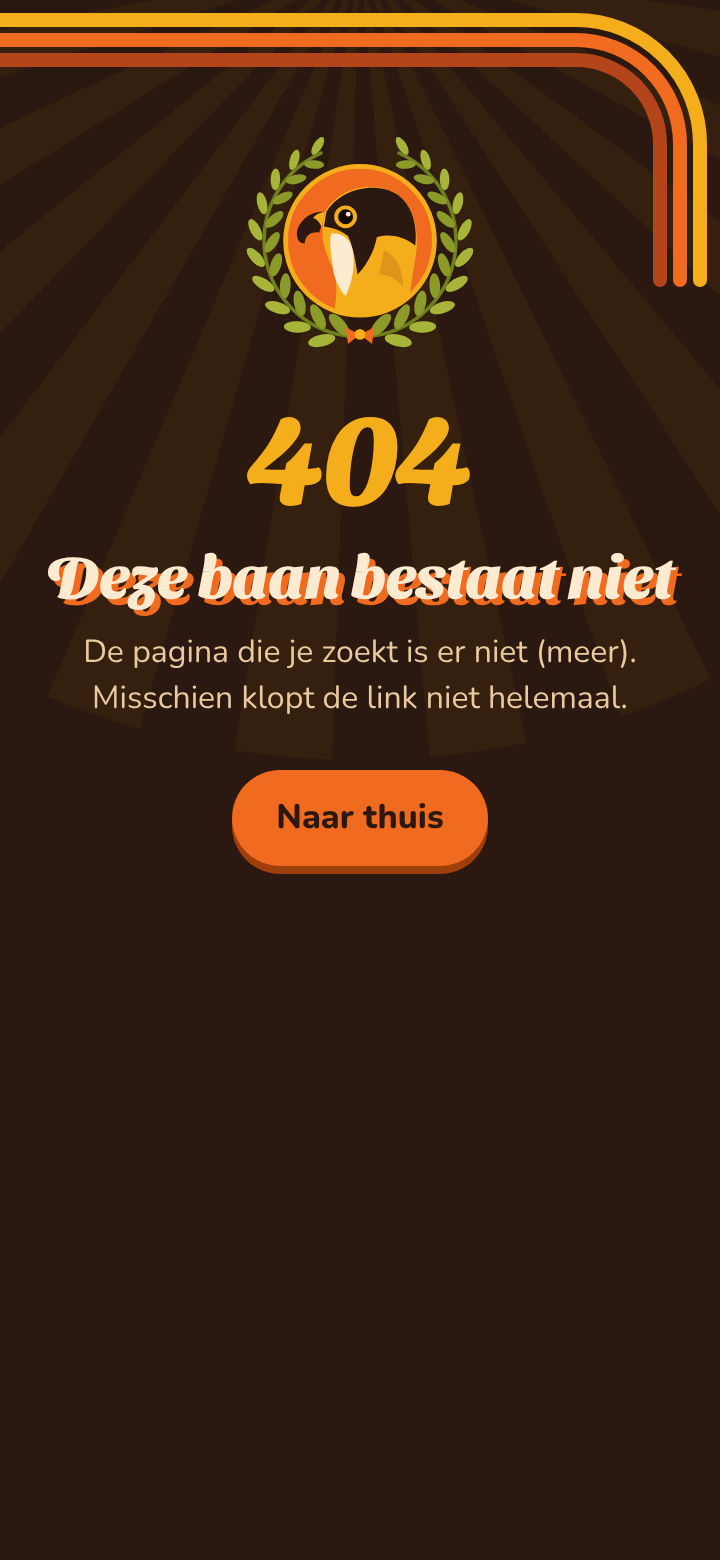 404
Deze baan bestaat niet
De pagina die je zoekt is er niet (meer).
Misschien klopt de link niet helemaal.
Naar thuis